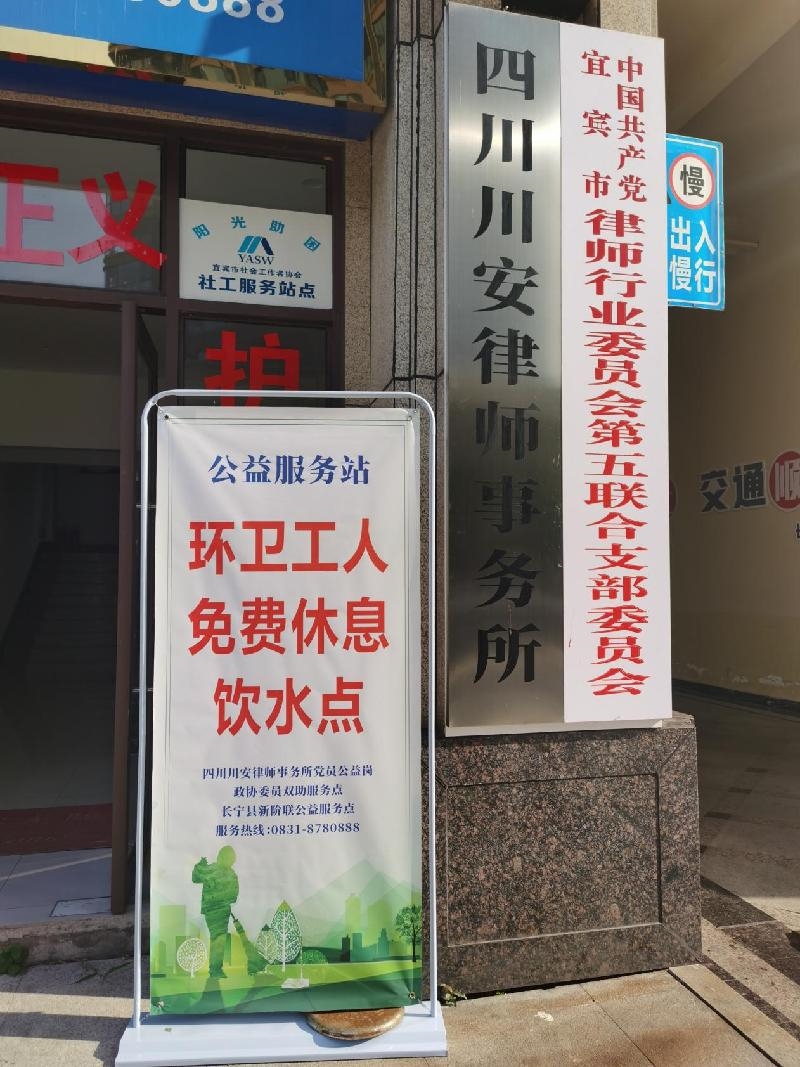 正义
阳光助困
YASW
宜宾市社会工作者协会
社工服务站点
护
公益服务站
环卫工人
免费休息
饮水点
四川川安律师事务所党员公益岗
政协委员双助服务点
长宁县新阶联公益服务点
服务热线:0831-8780888
四川川安律师事务所
中国共产党
宜宾市
律师行业委员会第五联合支部委员会
慢
出入
慢行
交通顺